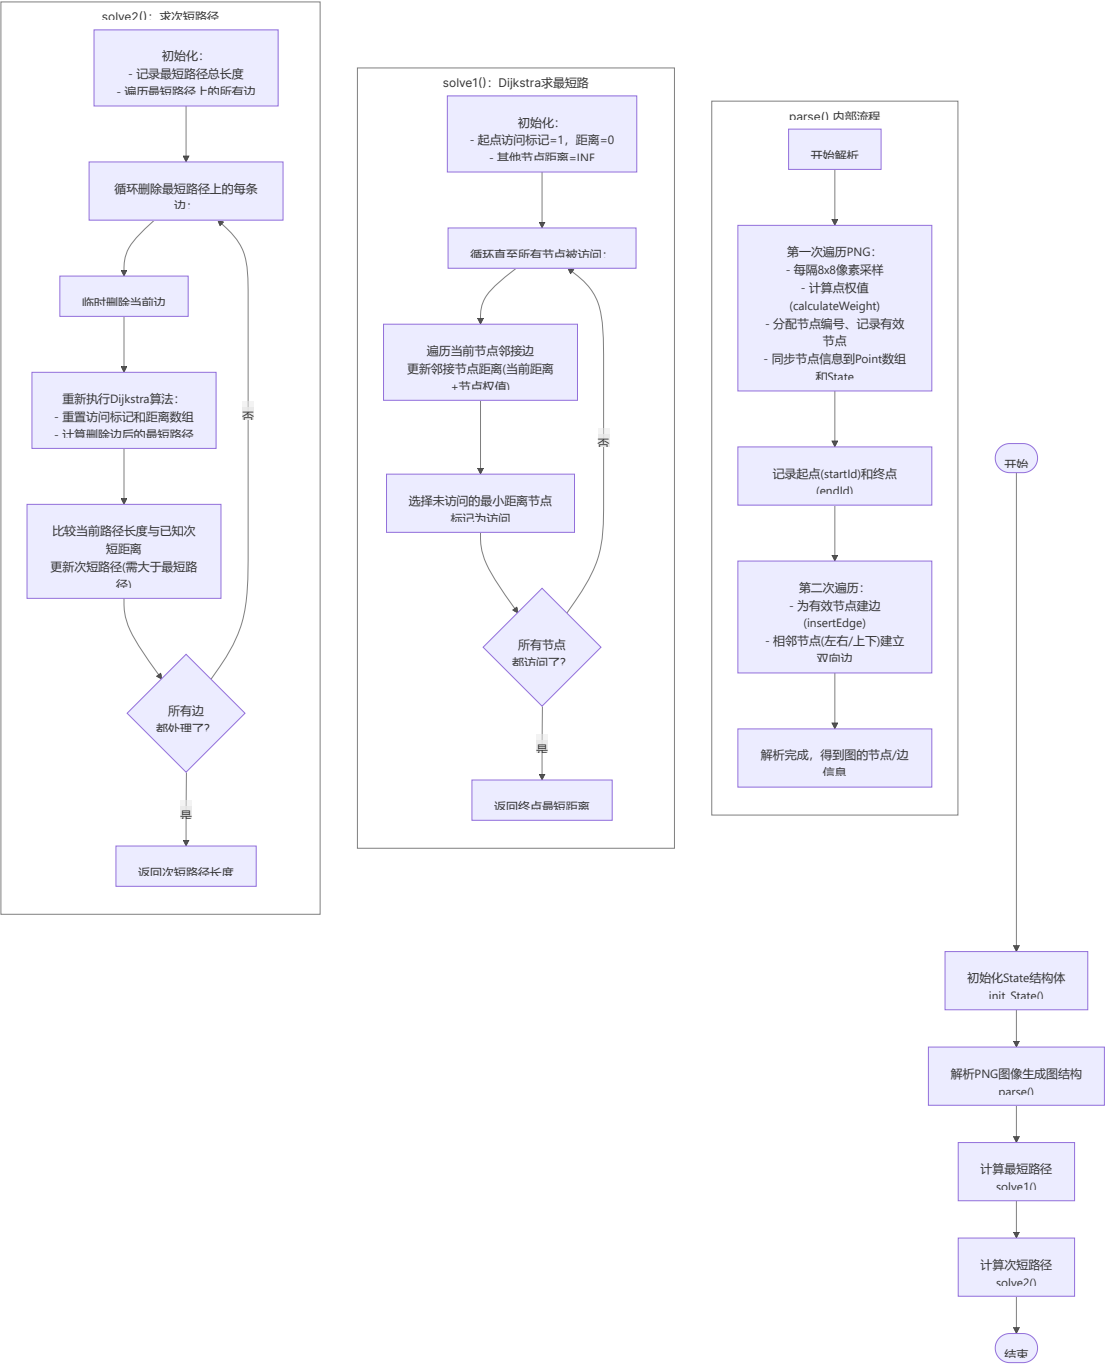 solve2()：求次短路径
初始化：
- 记录最短路径总长度
- 遍历最短路径上的所有边
循环删除最短路径上的每条
边：
临时删除当前边
重新执行Dijkstra算法：
- 重置访问标记和距离数组
- 计算删除边后的最短路径
比较当前路径长度与已知次
短距离
更新次短路径(需大于最短路
径)
所有边
都处理了？
否
是
返回次短路径长度
solve1()：Dijkstra求最短路
初始化：
- 起点访问标记=1，距离=0
- 其他节点距离=INF
循环直至所有节点被访问：
遍历当前节点邻接边
更新邻接节点距离(当前距离
+节点权值)
选择未访问的最小距离节点
标记为访问
所有节点
都访问了？
否
是
返回终点最短距离
parse() 内部流程
开始解析
第一次遍历PNG：
- 每隔8x8像素采样
- 计算点权值
(calculateWeight)
- 分配节点编号、记录有效
节点
- 同步节点信息到Point数组
和State
记录起点(startId)和终点
(endId)
第二次遍历：
- 为有效节点建边
(insertEdge)
- 相邻节点(左右/上下)建立
双向边
解析完成，得到图的节点/边
信息
开始
初始化State结构体
init_State()
解析PNG图像生成图结构
parse()
计算最短路径
solve1()
计算次短路径
solve2()
结束